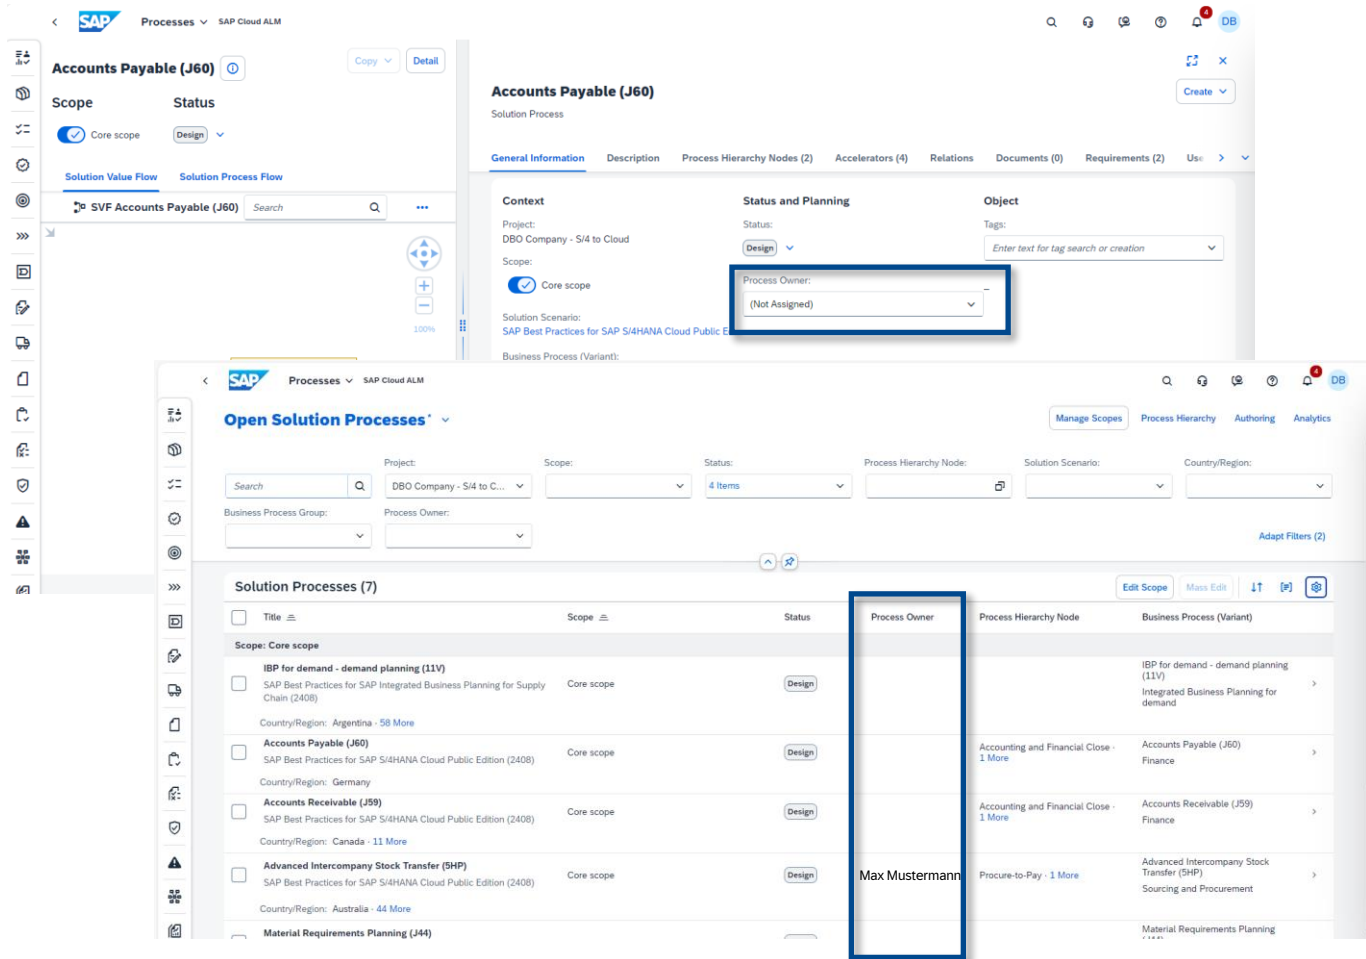 SAP
Processes
SAP Cloud ALM
4
DB
Accounts Payable (J60)
Copy
Detail
Scope
Status
Core scope
Design
Solution Value Flow
Solution Process Flow
SVF Accounts Payable (J60)
Search
100%
Accounts Payable (J60)
Create
Solution Process
General Information
Description
Process Hierarchy Nodes (2)
Accelerators (4)
Relations
Documents (0)
Requirements (2)
Context
Status and Planning
Object
Project:
DBO Company - S/4 to Cloud
Status:
Design
Tags:
Enter text for tag search or creation
Scope:
Core scope
Process Owner:
(Not Assigned)
Solution Scenario:
SAP Best Practices for SAP S/4HANA Cloud Public
Business Process (Variant):
SAP
Processes
SAP Cloud ALM
4
DB
Open Solution Processes*
Manage Scopes
Process Hierarchy
Authoring
Analytics
Project:
Scope:
Status:
Process Hierarchy Node:
Solution Scenario:
Country/Region:
Search
DBO Company - S/4 to C...
4 Items
Business Process Group:
Process Owner:
Adapt Filters (2)
Solution Processes (7)
Edit Scope
Mass Edit
Title
Scope
Status
Process Owner
Process Hierarchy Node
Business Process (Variant)
Scope: Core scope
IBP for demand - demand planning (11V)
SAP Best Practices for SAP Integrated Business Planning for Supply
Chain (2408)
Country/Region: Argentina · 58 More
Core scope
Design
IBP for demand - demand planning
(11V)
Integrated Business Planning for
demand
Accounts Payable (J60)
SAP Best Practices for SAP S/4HANA Cloud Public Edition (2408)
Country/Region: Germany
Core scope
Design
Accounting and Financial Close ·
1 More
Accounts Payable (J60)
Finance
Accounts Receivable (J59)
SAP Best Practices for SAP S/4HANA Cloud Public Edition (2408)
Country/Region: Canada · 11 More
Core scope
Design
Accounting and Financial Close ·
1 More
Accounts Receivable (J59)
Finance
Advanced Intercompany Stock Transfer (5HP)
SAP Best Practices for SAP S/4HANA Cloud Public Edition (2408)
Country/Region: Australia · 44 More
Core scope
Design
Max Mustermann
Procure-to-Pay · 1 More
Advanced Intercompany Stock
Transfer (5HP)
Sourcing and Procurement
Material Requirements Planning (J44)
Material Requirements Planning